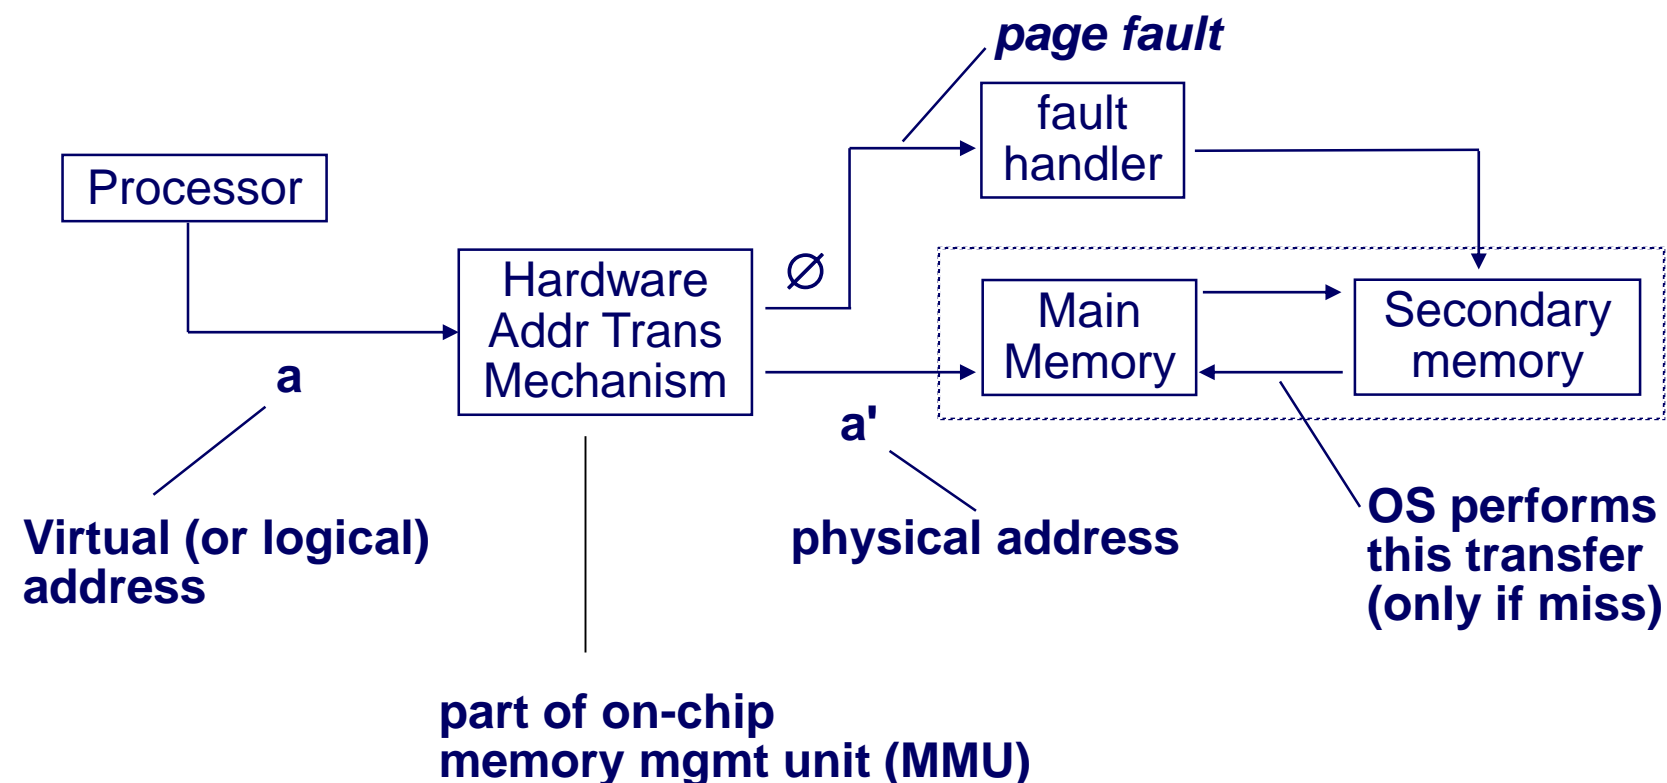 page fault
fault
handler
Processor
Hardware
Addr Trans
Mechanism
∅
Main
Memory
Secondary
memory
a
a'
Virtual (or logical)
address
physical address
OS performs
this transfer
(only if miss)
part of on-chip
memory mgmt unit (MMU)